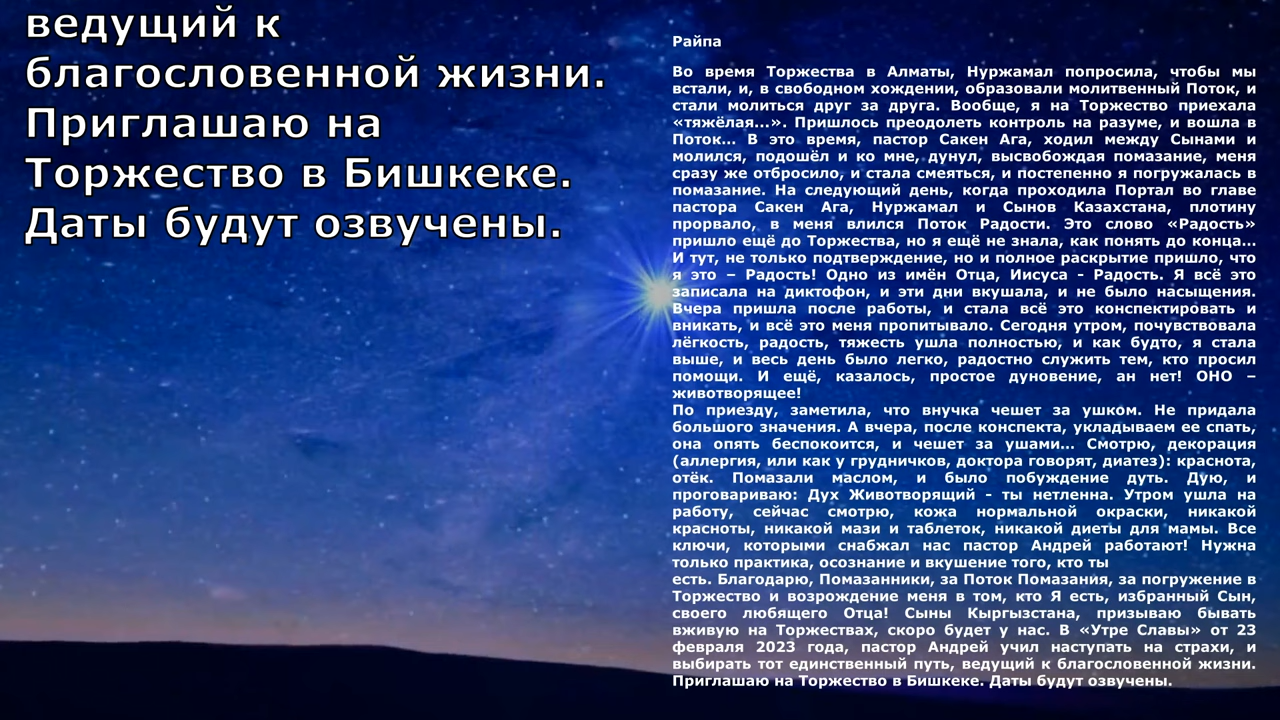 ведущий к
благословенной жизни.
Приглашаю на
Торжество в Бишкеке.
Даты будут озвучены.
Райпа
Во время Торжества в Алматы, Нуржамал попросила, чтобы мы
встали, и, в свободном хождении, образовали молитвенный Поток, и
стали молиться друг за друга. Вообще, я на Торжество приехала
«тяжёлая...». Пришлось преодолеть контроль на разуме, и вошла в
Поток... В это время, пастор Сакен Ага, ходил между Сынами и
молился, подошёл и ко мне, дунул, высвобождая помазание, меня
сразу же отбросило, и стала смеяться, и постепенно я погружалась в
помазание. На следующий день, когда проходила Портал во главе
пастора Сакен Ага, Нуржамал и Сынов Казахстана, плотину
прорвало, в меня влился Поток Радости. Это слово «Радость»
пришло ещё до Торжества, но я ещё не знала, как понять до конца...
И тут, не только подтверждение, но и полное раскрытие пришло, что
я это – Радость! Одно из имён Отца, Иисуса - Радость. Я всё это
записала на диктофон, и эти дни вкушала, и не было насыщения.
Вчера пришла после работы, и стала всё это конспектировать и
вникать, и всё это меня пропитывало. Сегодня утром, почувствовала
лёгкость, радость, тяжесть ушла полностью, и как будто, я стала
выше, и весь день было легко, радостно служить тем, кто просил
помощи. И ещё, казалось, простое дуновение, ан нет! ОНО –
животворящее!
По приезду, заметила, что внучка чешет за ушком. Не придала
большого значения. А вчера, после конспекта, укладываем ее спать,
она опять беспокоится, и чешет за ушами... Смотрю, декорация
(аллергия, или как у грудничков, доктора говорят, диатез): краснота,
отёк. Помазали маслом, и было побуждение дуть. Дую, и
проговариваю: Дух Животворящий - ты нетленна. Утром ушла на
работу, сейчас смотрю, кожа нормальной окраски, никакой
красноты, никакой мази и таблеток, никакой диеты для мамы. Все
ключи, которыми снабжал нас пастор Андрей работают! Нужна
только практика, осознание и вкушение того, кто ты
есть. Благодарю, Помазанники, за Поток Помазания, за погружение в
Торжество и возрождение меня в том, кто Я есть, избранный Сын,
своего любящего Отца! Сыны Кыргызстана, призываю бывать
вживую на Торжествах, скоро будет у нас. В «Утре Славы» от 23
февраля 2023 года, пастор Андрей учил наступать на страхи, и
выбирать тот единственный путь, ведущий к благословенной жизни.
Приглашаю на Торжество в Бишкеке. Даты будут озвучены.